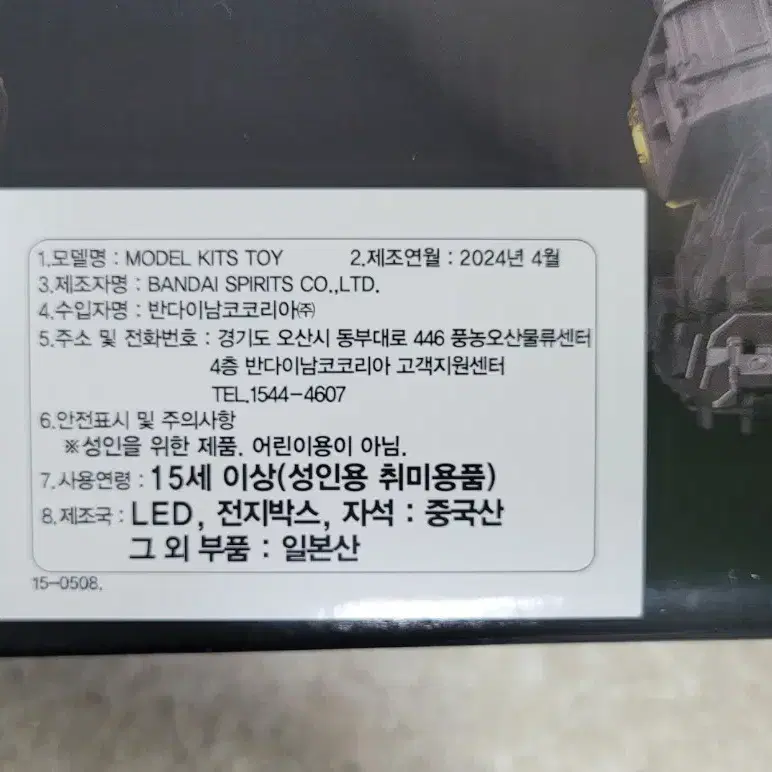 1.모델명 : MODEL KITS TOY 2.제조연월 : 2024년 4월
3.제조자명 : BANDAI SPIRITS CO.,LTD.
4.수입자명 : 반다이남코코리아㈜
5.주소 및 전화번호 : 경기도 오산시 동부대로 446 풍농오산물류센터
4층 반다이남코코리아 고객지원센터
TEL.1544-4607
6.안전표시 및 주의사항
※성인을 위한 제품. 어린이용이 아님.
7.사용연령 : 15세 이상(성인용 취미용품)
8.제조국 : LED, 전지박스, 자석 : 중국산
그 외 부품 : 일본산
15-0508.